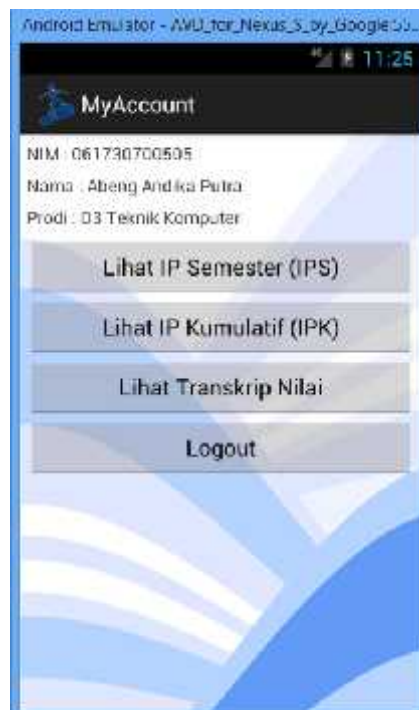 Android Emulator - AVD_for_Nexus_S_by_Google:55...
11:25
MyAccount
NIM : 061730700505
Nama : Abeng Andika Putra
Prodi : D3 Teknik Komputer
Lihat IP Semester (IPS)
Lihat IP Kumulatif (IPK)
Lihat Transkrip Nilai
Logout